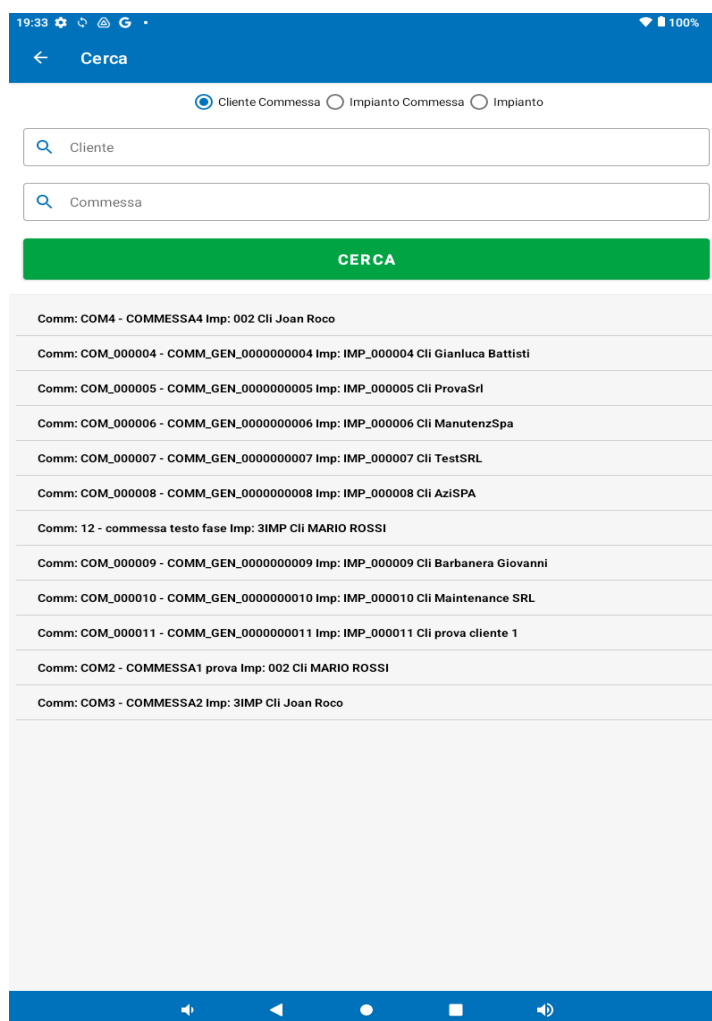 19:33 G 100%
Cerca
Cliente Commessa Impianto Commessa Impianto
Cliente
Commessa
CERCA
Comm: COM4 - COMMESSA4 Imp: 002 Cli Joan Roco
Comm: COM_000004 - COMM_GEN_0000000004 Imp: IMP_000004 Cli Gianluca Battisti
Comm: COM_000005 - COMM_GEN_0000000005 Imp: IMP_000005 Cli ProvaSrl
Comm: COM_000006 - COMM_GEN_0000000006 Imp: IMP_000006 Cli ManutenzSpa
Comm: COM_000007 - COMM_GEN_0000000007 Imp: IMP_000007 Cli TestSRL
Comm: COM_000008 - COMM_GEN_0000000008 Imp: IMP_000008 Cli AziSPA
Comm: 12 - commessa testo fase Imp: 3IMP Cli MARIO ROSSI
Comm: COM_000009 - COMM_GEN_0000000009 Imp: IMP_000009 Cli Barbanera Giovanni
Comm: COM_000010 - COMM_GEN_0000000010 Imp: IMP_000010 Cli Maintenance SRL
Comm: COM_000011 - COMM_GEN_0000000011 Imp: IMP_000011 Cli prova cliente 1
Comm: COM2 - COMMESSA1 prova Imp: 002 Cli MARIO ROSSI
Comm: COM3 - COMMESSA2 Imp: 3IMP Cli Joan Roco